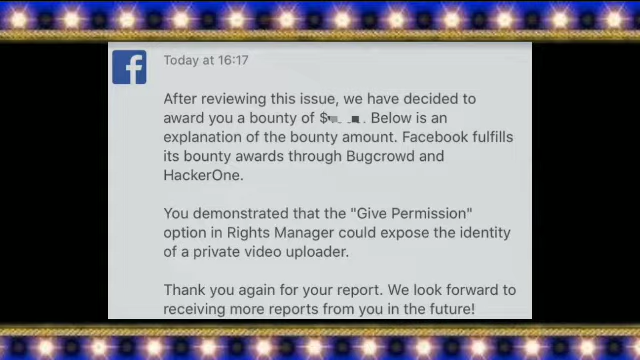 Today at 16:17
After reviewing this issue, we have decided to
award you a bounty of $ . Below is an
explanation of the bounty amount. Facebook fulfills
its bounty awards through Bugcrowd and
HackerOne.
You demonstrated that the "Give Permission"
option in Rights Manager could expose the identity
of a private video uploader.
Thank you again for your report. We look forward to
receiving more reports from you in the future!